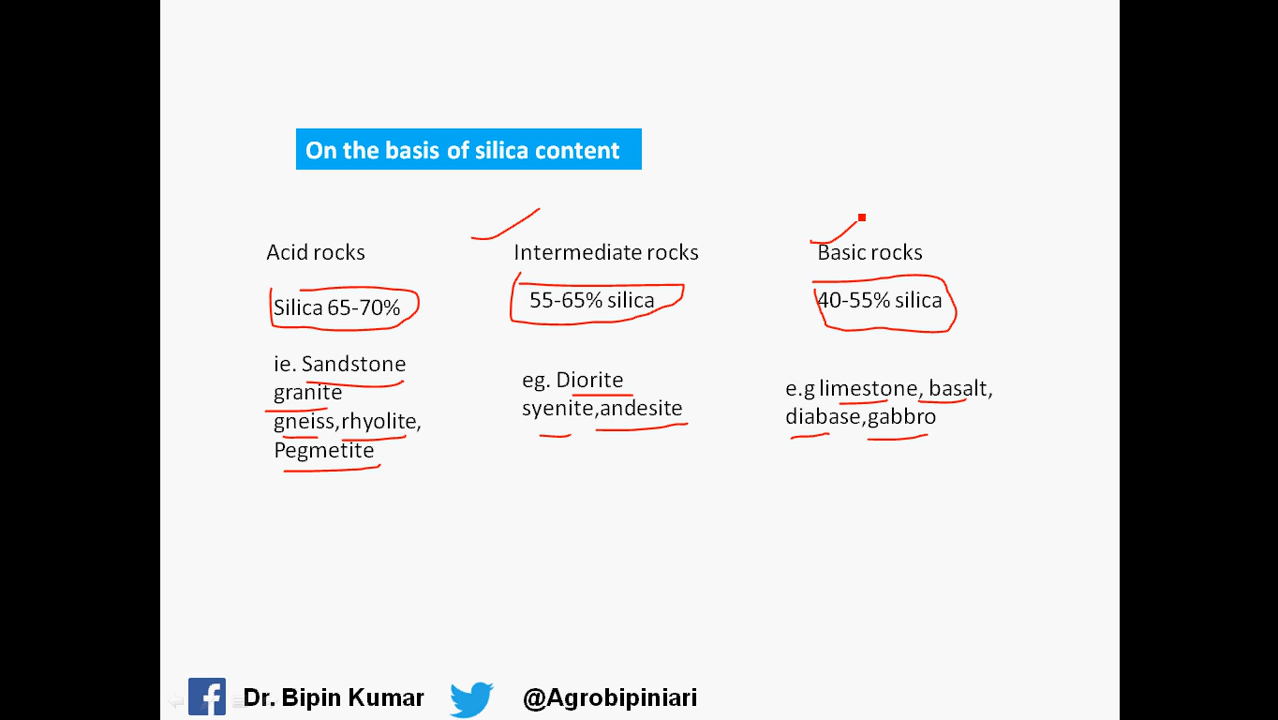 On the basis of silica content
Acid rocks
Silica 65-70%
ie. Sandstone
granite
gneiss,rhyolite,
Pegmetite
Intermediate rocks
55-65% silica
eg. Diorite
syenite,andesite
Basic rocks
40-55% silica
e.g limestone, basalt,
diabase,gabbro
Dr. Bipin Kumar
@Agrobipiniari